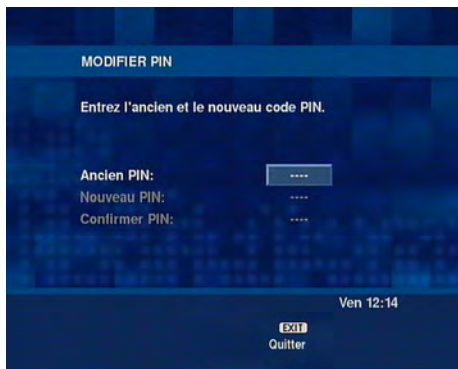 MODIFIER PIN
Entrez l'ancien et le nouveau code PIN.
Ancien PIN: ----
Nouveau PIN: ----
Confirmer PIN: ----
Ven 12:14
EXIT
Quitter